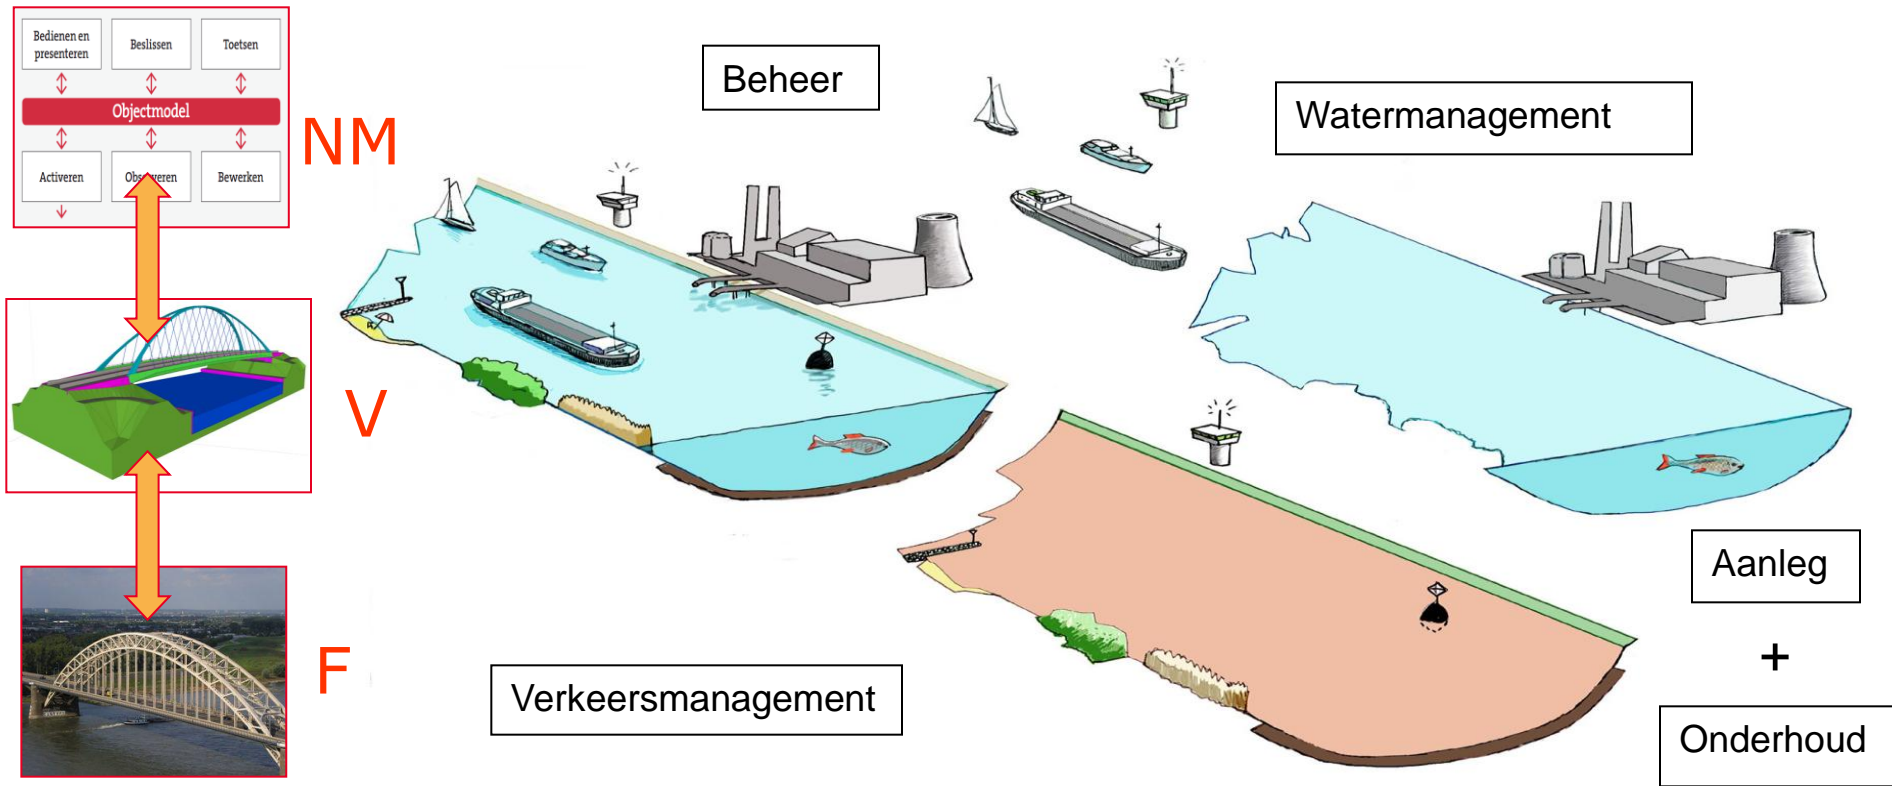 Bedienen en
presenteren
Beslissen
Toetsen
Objectmodel
Activeren
Bewerken
NM
V
F
Beheer
Watermanagement
Verkeersmanagement
Aanleg
+
Onderhoud